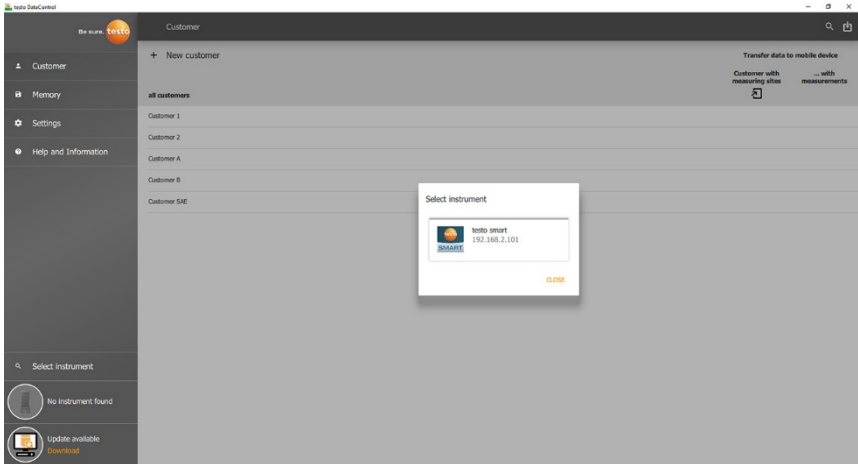 testo DataControl
Be sure. testo
Customer
Memory
Settings
Help and Information
Select instrument
No instrument found
Update available
Download
Customer
+ New customer
Transfer data to mobile device
Customer with
measuring sites
... with
measurements
all customers
Customer 1
Customer 2
Customer A
Customer B
Customer SAE
Select instrument
SMART
testo smart
192.168.2.101
CLOSE